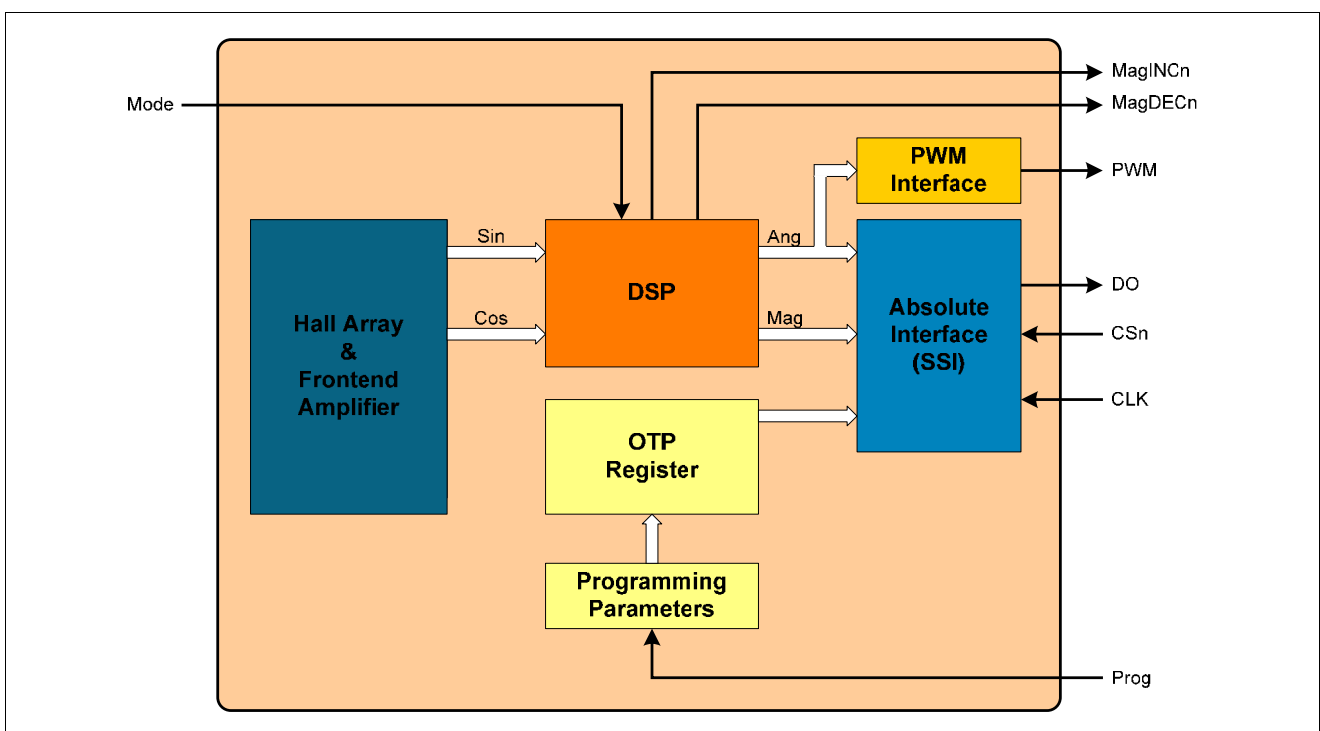 MagINCn
Mode
MagDECn
PWM
Interface
PWM
Sin
Ang
DSP
DO
Hall Array
&
Frontend
Amplifier
Cos
Mag
Absolute
Interface
(SSI)
CSn
CLK
OTP
Register
Programming
Parameters
Prog